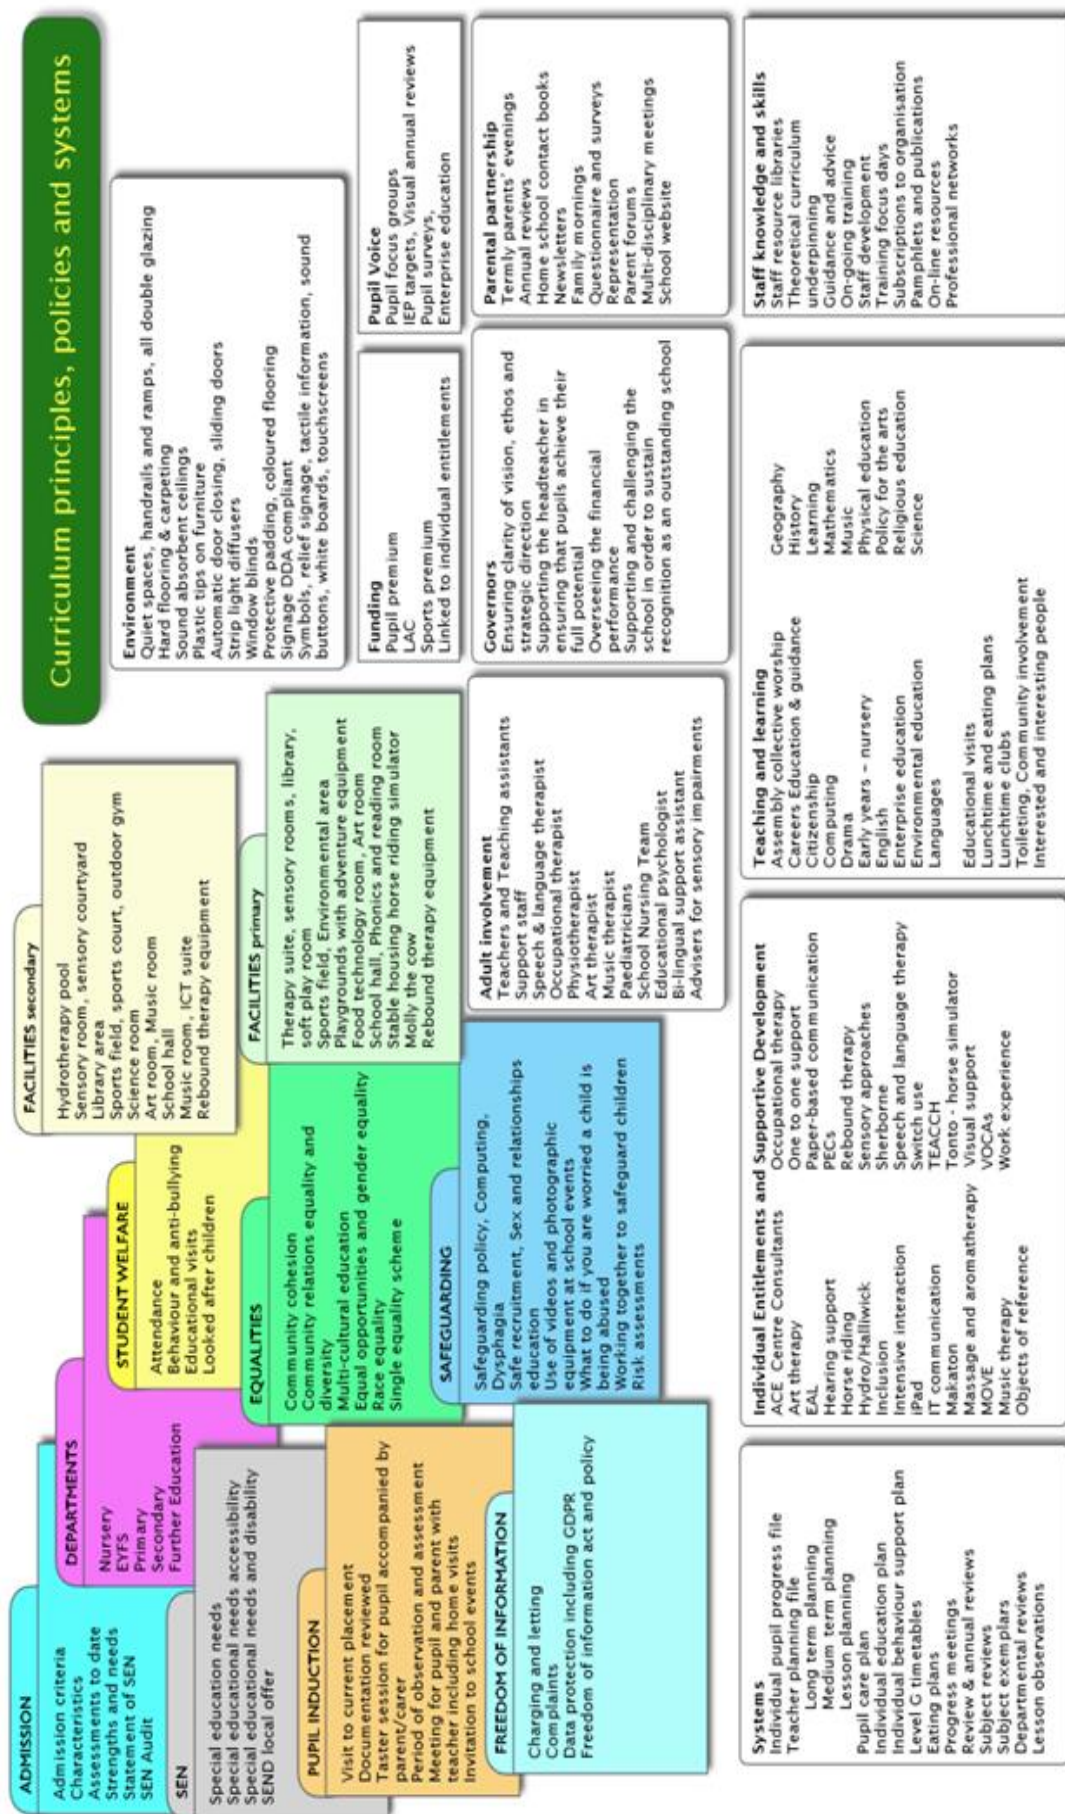 Curriculum principles, policies and systems
ADMISSION
Admission criteria
Characteristics
Assessments to date
Strengths and needs
Statement of SEN
SEN Audit
DEPARTMENTS
Nursery
EYFS
Primary
Secondary
Further Education
STUDENT WELFARE
Attendance
Behaviour and anti-bullying
Educational visits
Looked after children
FACILITIES secondary
Hydrotherapy pool
Sensory room, sensory courtyard
Library area
Sports field, sports court, outdoor gym
Science room
Art room, Music room
School hall
Music room, ICT suite
Rebound therapy equipment
Environment
Quiet spaces, handrails and ramps, all double glazing
Hard flooring & carpeting
Sound absorbent ceilings
Plastic tips on furniture
Automatic door closing, sliding doors
Strip light diffusers
Window blinds
Protective padding, coloured flooring
Signage DDA compliant
Symbols, relief signage, tactile information, sound
buttons, white boards, touchscreens
SEN
Special education needs
Special educational needs accessibility
Special educational needs and disability
SEND local offer
EQUALITIES
Community cohesion
Community relations equality and
diversity
Multi-cultural education
Equal opportunities and gender equality
Race equality
Single equality scheme
FACILITIES primary
Therapy suite, sensory rooms, library,
soft play room
Sports field, Environmental area
Playgrounds with adventure equipment
Food technology room, Art room
School hall, Phonics and reading room
Stable housing horse riding simulator
Molly the cow
Rebound therapy equipment
Funding
Pupil premium
LAC
Sports premium
Linked to individual entitlements
Pupil Voice
Pupil focus groups
IEP targets, Visual annual reviews
Pupil surveys,
Enterprise education
PUPIL INDUCTION
Visit to current placement
Documentation reviewed
Taster session for pupil accompanied by
parent/carer
Period of observation and assessment
Meeting for pupil and parent with
teacher including home visits
Invitation to school events
SAFEGUARDING
Safeguarding policy, Computing,
Dysphagia
Safe recruitment, Sex and relationships
education
Use of videos and photographic
equipment at school events
What to do if you are worried a child is
being abused
Working together to safeguard children
Risk assessments
Adult involvement
Teachers and Teaching assistants
Support staff
Speech & language therapist
Occupational therapist
Physiotherapist
Art therapist
Music therapist
Paediatricians
School Nursing Team
Educational psychologist
Bi-lingual support assistant
Advisers for sensory impairments
Governors
Ensuring clarity of vision, ethos and
strategic direction
Supporting the headteacher in
ensuring that pupils achieve their
full potential
Overseeing the financial
performance
Supporting and challenging the
school in order to sustain
recognition as an outstanding school
Parental partnership
Termly parents' evenings
Annual reviews
Home school contact books
Newsletters
Family mornings
Questionnaire and surveys
Representation
Parent forums
Multi-disciplinary meetings
School website
FREEDOM OF INFORMATION
Charging and letting
Complaints
Data protection including GDPR
Freedom of information act and policy
Systems
Individual pupil progress file
Teacher planning file
Long term planning
Medium term planning
Lesson planning
Pupil care plan
Individual education plan
Individual behaviour support plan
Level G timetables
Eating plans
Progress meetings
Review & annual reviews
Subject reviews
Subject exemplars
Departmental reviews
Lesson observations
Individual Entitlements and Supportive Development
ACE Centre Consultants
Art therapy
EAL
Hearing support
Horse riding
Hydro/Halliwick
Inclusion
Intensive interaction
iPad
IT communication
Makaton
Massage and aromatherapy
MOVE
Music therapy
Objects of reference
Occupational therapy
One to one support
Paper-based communication
PECs
Rebound therapy
Sensory approaches
Sherborne
Speech and language therapy
Switch use
TEACCH
Tonto - horse simulator
Visual support
VOCAs
Work experience
Teaching and learning
Assembly collective worship
Careers Education & guidance
Citizenship
Computing
Drama
Early years – nursery
English
Enterprise education
Environmental education
Languages
Geography
History
Learning
Mathematics
Music
Physical education
Policy for the arts
Religious education
Science
Educational visits
Lunchtime and eating plans
Lunchtime clubs
Toileting, Community involvement
Interested and interesting people
Staff knowledge and skills
Staff resource libraries
Theoretical curriculum
underpinning
Guidance and advice
On-going training
Staff development
Training focus days
Subscriptions to organisation
Pamphlets and publications
On-line resources
Professional networks